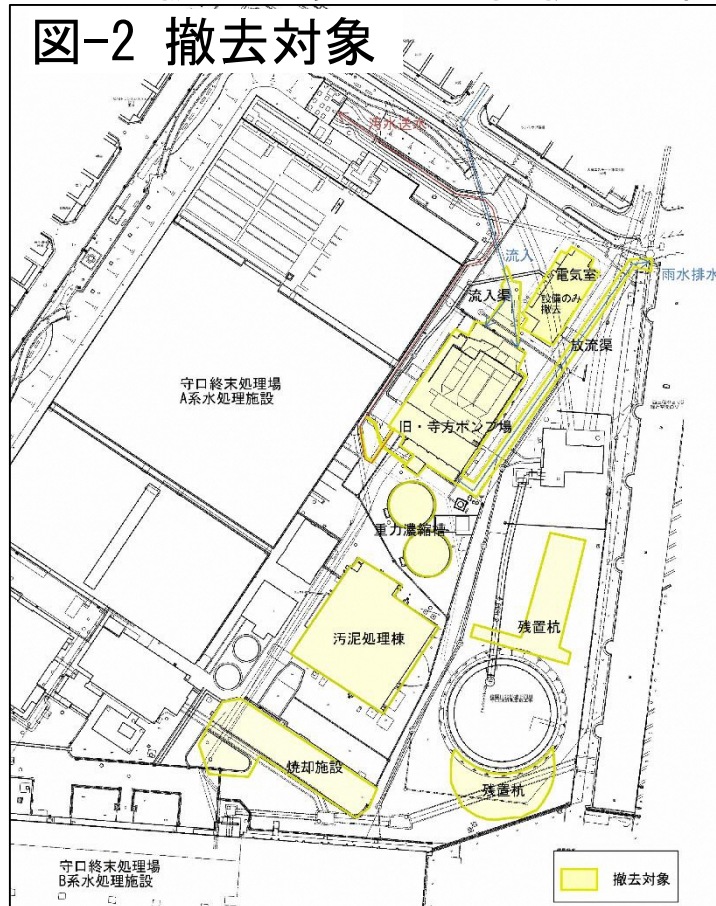 図-2 撤去対象
汚水送水
流入
電気室
雨水排水
流入渠
設備のみ
撤去
放流渠
守口終末処理場
A系水処理施設
旧・寺方ポンプ場
重力濃縮槽
残置杭
汚泥処理棟
焼却施設
残置杭
守口終末処理場
B系水処理施設
撤去対象